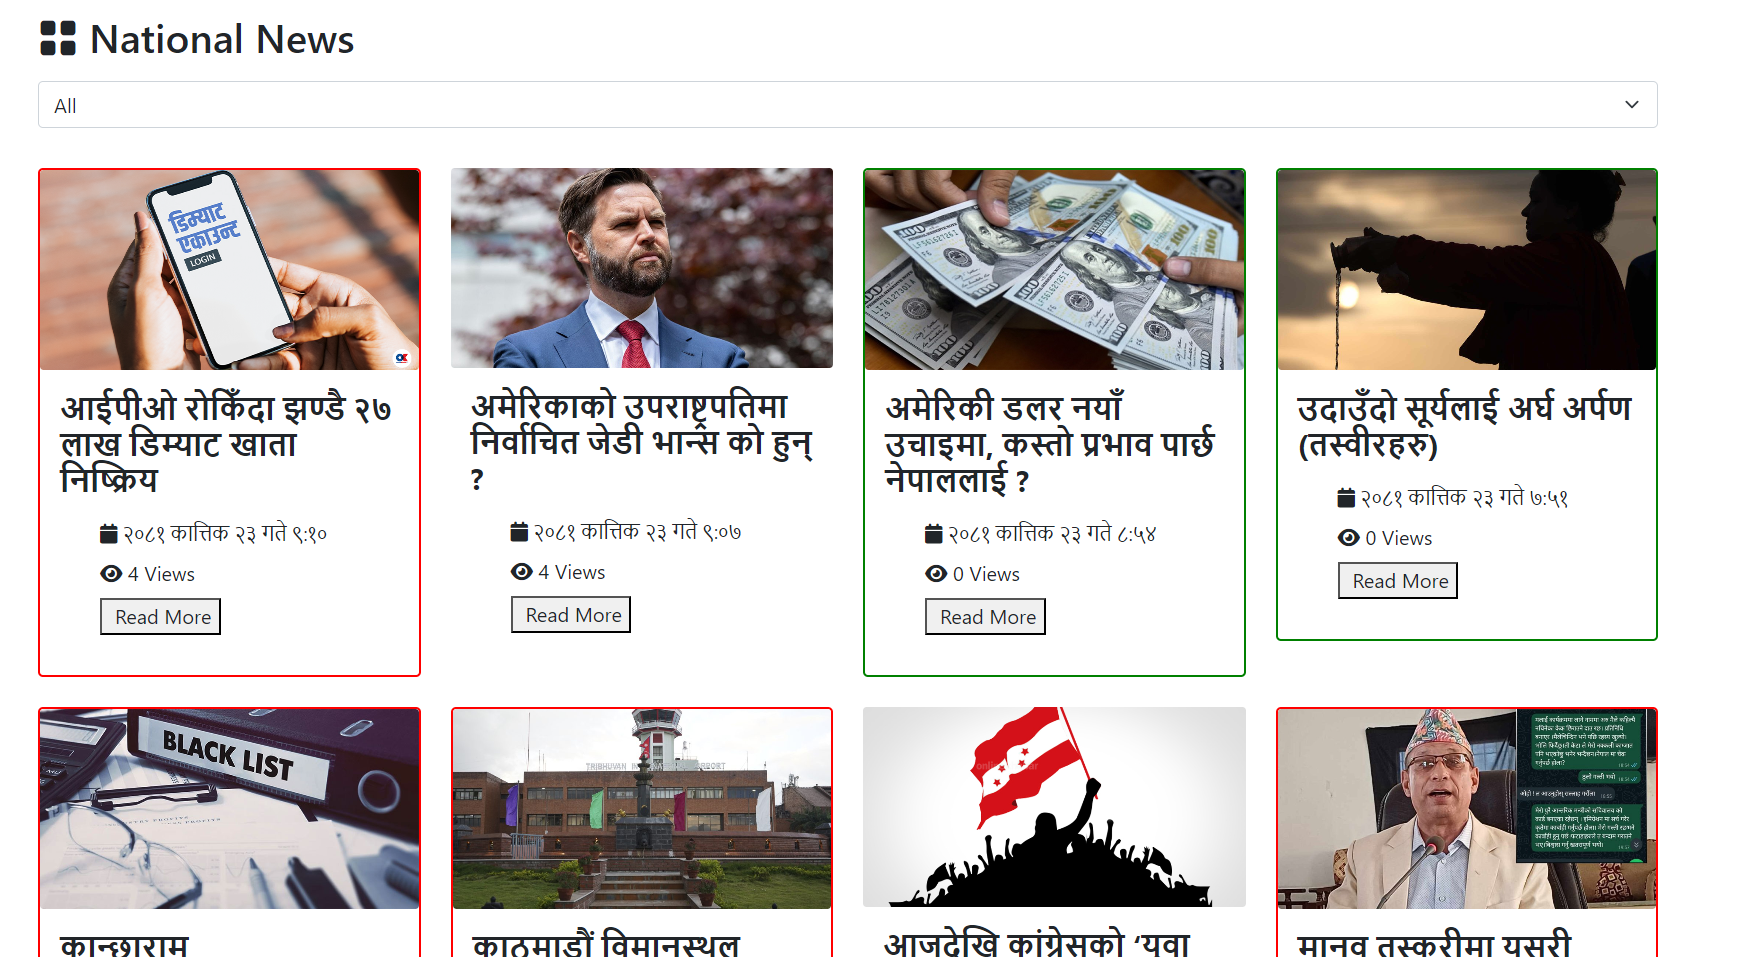 National News
All
डिम्याट
एकाउन्ट
LOGIN
आईपीओ रोकिँदा झण्डै २७
लाख डिम्याट खाता
निष्क्रिय
२०८१ कात्तिक २३ गते ९:१०
4 Views
Read More
अमेरिकाको उपराष्ट्रपतिमा
निर्वाचित जेडी भान्स को हुन्
?
२०८१ कात्तिक २३ गते ९:०७
4 Views
Read More
अमेरिकी डलर नयाँ
उचाइमा, कस्तो प्रभाव पार्छ
नेपाललाई ?
२०८१ कात्तिक २३ गते ८:५४
0 Views
Read More
उदाउँदो सूर्यलाई अर्घ अर्पण
(तस्वीरहरु)
२०८१ कात्तिक २३ गते ७:५१
0 Views
Read More
BLACK LIST
कान्छाराम
काठमाडौं विमानस्थल
आजदेखि कांग्रेसको ‘युवा
मानव तस्करीमा यसरी